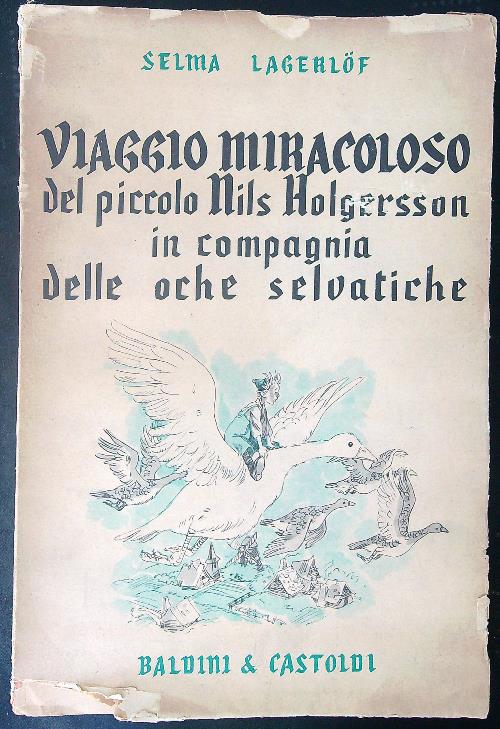 SELMA LAGERLÖF
VIAGGIO MIRACOLOSO
del piccolo Nils Holgersson
in compagnia
delle oche selvatiche
BALDINI & CASTOLDI